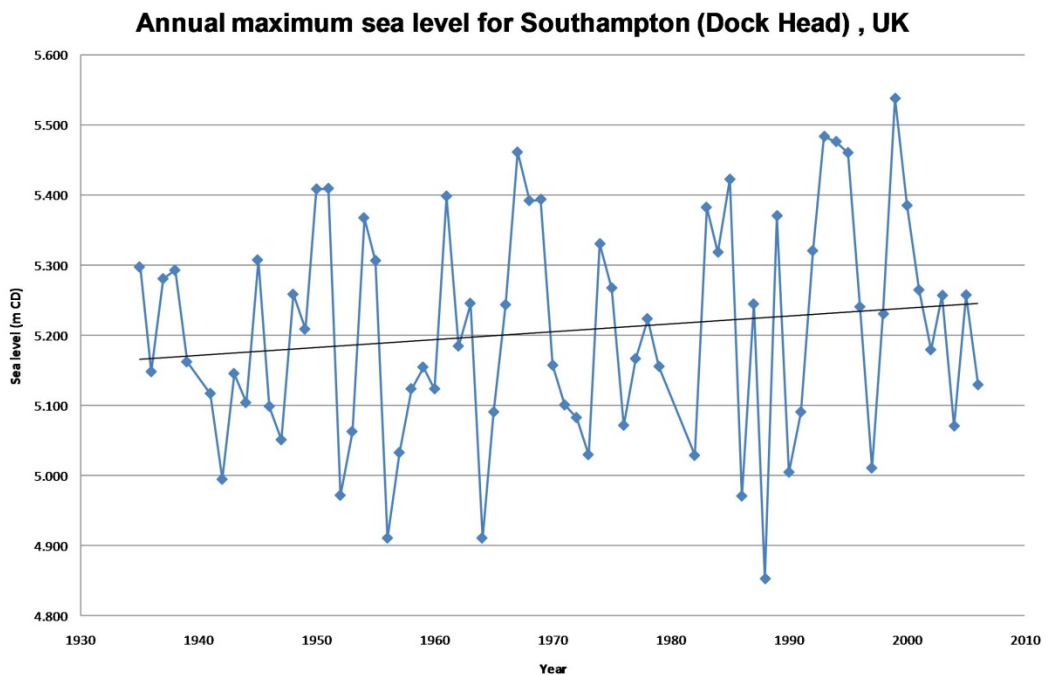 Annual maximum sea level for Southampton (Dock Head) , UK
5.600
5.500
5.400
5.300
5.200
5.100
5.000
4.900
4.800
Sea level (m CD)
1930 1940 1950 1960 1970 1980 1990 2000 2010
Year